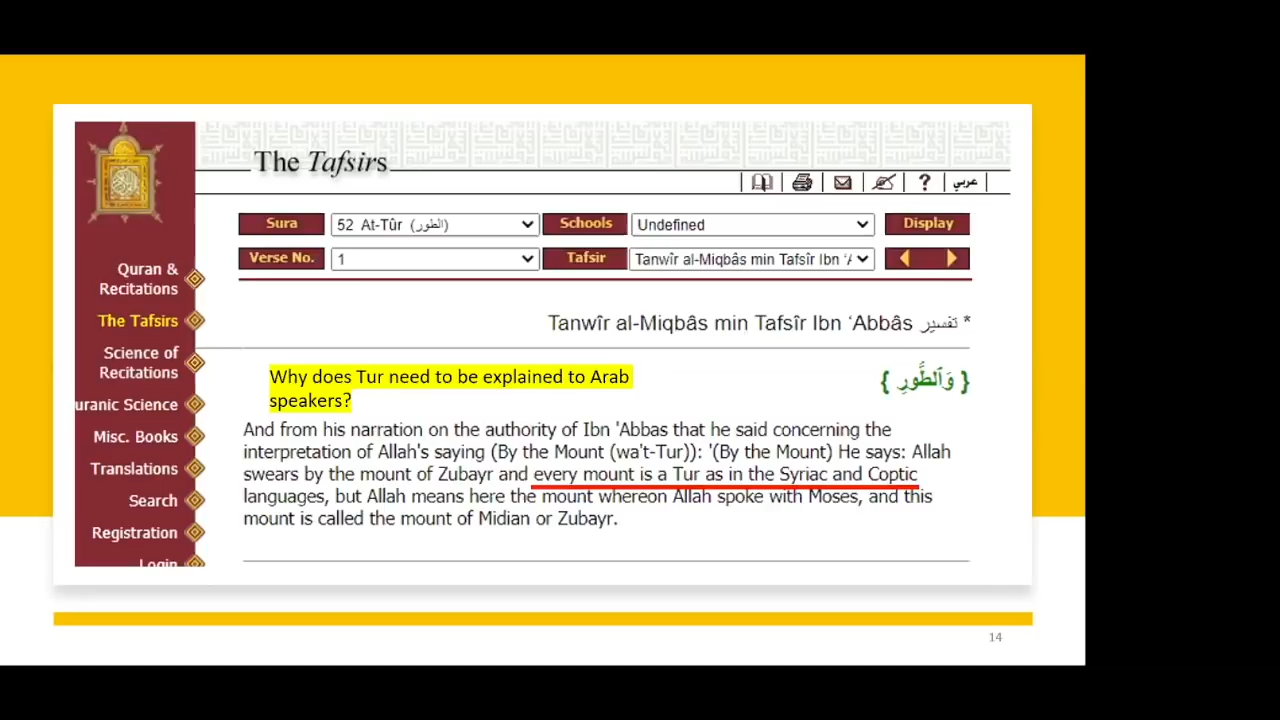 The Tafsirs
عربي
Sura
52 At-Tûr (الطور)
Schools
Undefined
Display
Verse No.
1
Tafsir
Tanwîr al-Miqbâs min Tafsîr Ibn ‘A
Quran &
Recitations
The Tafsirs
Science of
Recitations
uranic Science
Misc. Books
Translations
Search
Registration
Login
Tanwîr al-Miqbâs min Tafsîr Ibn ‘Abbâs تفسير *
Why does Tur need to be explained to Arab
speakers?
{ وَٱلطُّورِ }
And from his narration on the authority of Ibn 'Abbas that he said concerning the
interpretation of Allah's saying (By the Mount (wa't-Tur)): '(By the Mount) He says: Allah
swears by the mount of Zubayr and every mount is a Tur as in the Syriac and Coptic
languages, but Allah means here the mount whereon Allah spoke with Moses, and this
mount is called the mount of Midian or Zubayr.
14